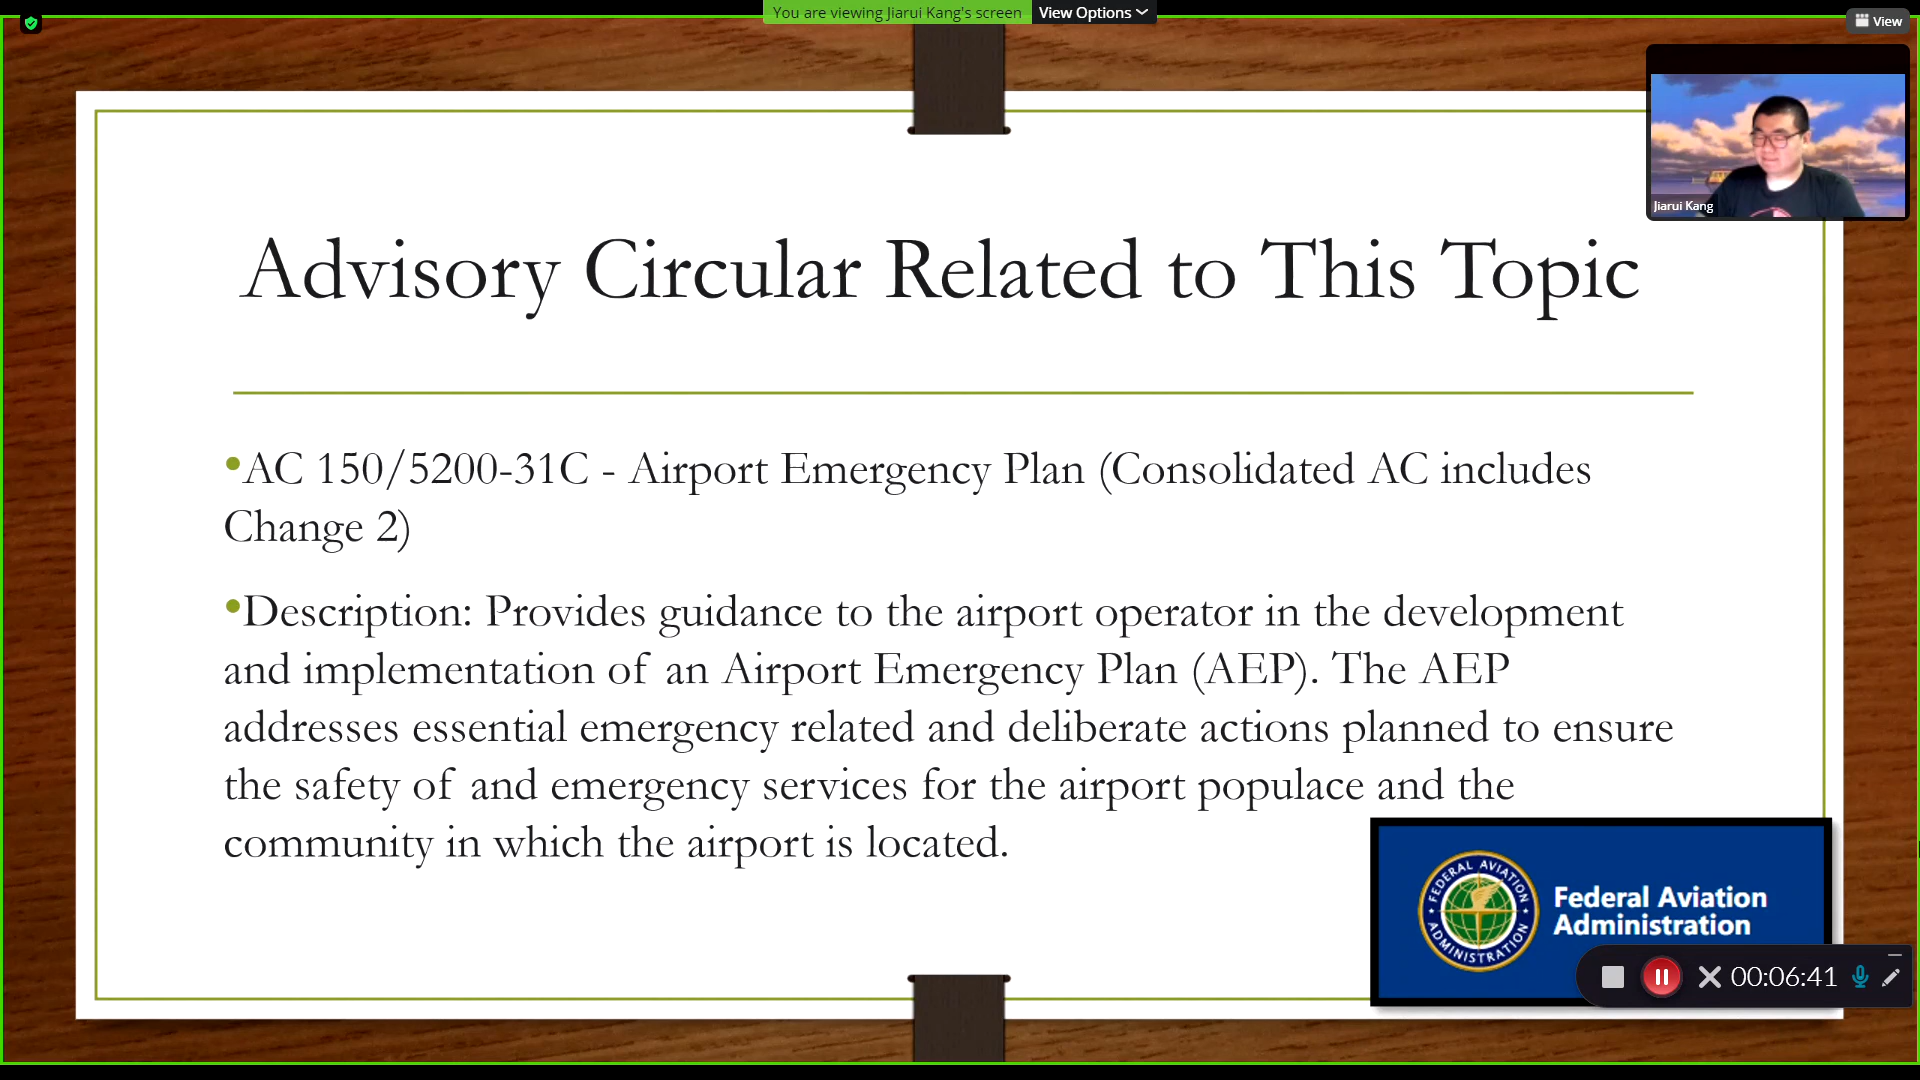 You are viewing Jiarui Kang's screen
View Options
View
Jiarui Kang
Advisory Circular Related to This Topic
•AC 150/5200-31C - Airport Emergency Plan (Consolidated AC includes
Change 2)
•Description: Provides guidance to the airport operator in the development
and implementation of an Airport Emergency Plan (AEP). The AEP
addresses essential emergency related and deliberate actions planned to ensure
the safety of and emergency services for the airport populace and the
community in which the airport is located.
FEDERAL AVIATION
ADMINISTRATION
Federal Aviation
Administration
00:06:41